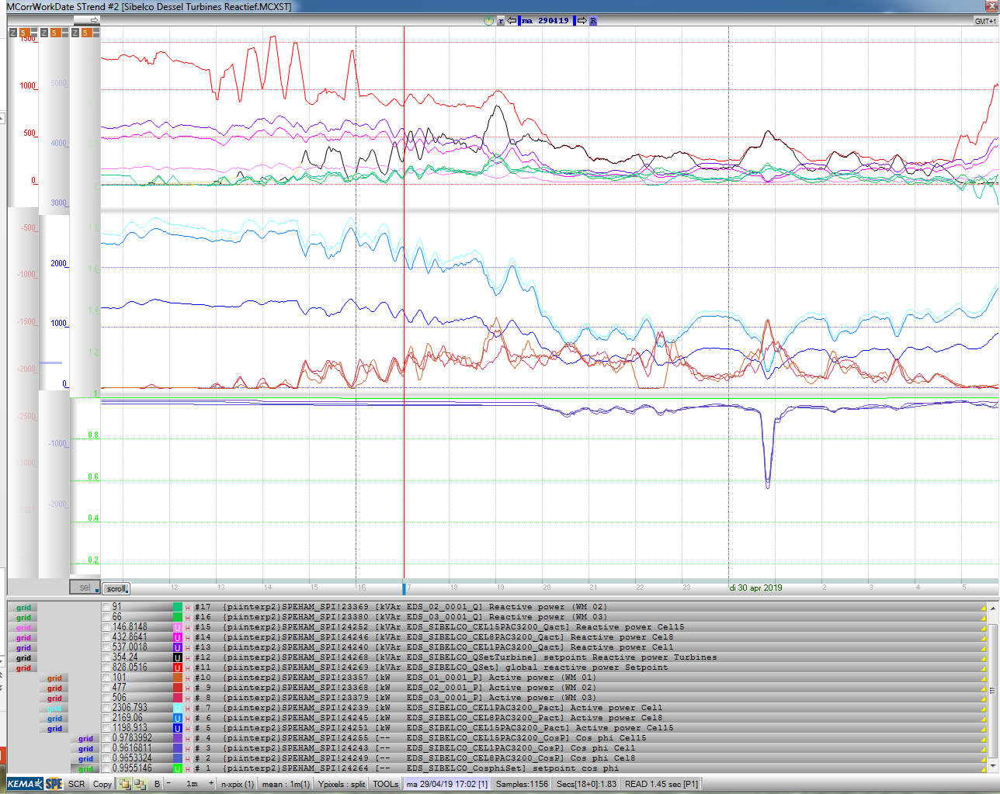 MCorrWorkDate STrend #2 [Sibelco Dessel Turbines Reactief.MCXST]
r ma 290419 R
GMT+1
Z 5 Z 5 Z 5
1500
1000
500
0
-500
-1000
-1500
-2000
-2500
-3000
-3500
5000
4000
3000
2000
1000
0
-1000
-2000
1.8
1.6
1.4
1.2
1
0.8
0.6
0.4
0.2
sel scroll 12 13 14 15 16 17 18 19 20 21 22 23 di 30 apr 2019 2 3 4 5
grid 91 H #17 {piinterp2}SPEHAM_SPI!23369 [kVAr EDS_02_0001_Q] Reactive power (WM 02)
grid 66 H #16 {piinterp2}SPEHAM_SPI!23380 [kVAr EDS_03_0001_Q] Reactive power (WM 03)
grid 146.8148 U H #15 {piinterp2}SPEHAM_SPI!24252 [kVAr EDS_SIBELCO_CEL15PAC3200_Qact] Reactive power Cel15
grid 432.8641 U H #14 {piinterp2}SPEHAM_SPI!24246 [kVAr EDS_SIBELCO_CEL8PAC3200_Qact] Reactive power Cel8
grid 537.0018 U H #13 {piinterp2}SPEHAM_SPI!24240 [kVAr EDS_SIBELCO_CEL1PAC3200_Qact] Reactive power Cel1
grid 354.24 U H #12 {piinterp2}SPEHAM_SPI!24268 [kVAr EDS_SIBELCO_QSetTurbine] setpoint Reactive power Turbines
grid 828.0516 U H #11 {piinterp2}SPEHAM_SPI!24269 [kVAr EDS_SIBELCO_QSet] global reactive power Setpoint
grid 101 H #10 {piinterp2}SPEHAM_SPI!23357 [kW EDS_01_0001_P] Active power (WM 01)
grid 477 H # 9 {piinterp2}SPEHAM_SPI!23368 [kW EDS_02_0001_P] Active power (WM 02)
grid 506 H # 8 {piinterp2}SPEHAM_SPI!23379 [kW EDS_03_0001_P] Active power (WM 03)
grid 2306.793 U H # 7 {piinterp2}SPEHAM_SPI!24239 [kW EDS_SIBELCO_CEL1PAC3200_Pact] Active power Cel1
grid 2169.06 U H # 6 {piinterp2}SPEHAM_SPI!24245 [kW EDS_SIBELCO_CEL8PAC3200_Pact] Active power Cel8
grid 1198.913 U H # 5 {piinterp2}SPEHAM_SPI!24251 [kW EDS_SIBELCO_CEL15PAC3200_Pact] Active power Cel15
grid 0.9783992 H # 4 {piinterp2}SPEHAM_SPI!24255 [-- EDS_SIBELCO_CEL15PAC3200_CosP] Cos phi Cel15
grid 0.9616811 H # 3 {piinterp2}SPEHAM_SPI!24243 [-- EDS_SIBELCO_CEL1PAC3200_CosP] Cos phi Cel1
grid 0.9653324 H # 2 {piinterp2}SPEHAM_SPI!24249 [-- EDS_SIBELCO_CEL8PAC3200_CosP] Cos phi Cel8
grid 0.9955146 U H # 1 {piinterp2}SPEHAM_SPI!24264 [-- EDS_SIBELCO_CosphiSet] setpoint cos phi
KEMA SPE SCR Copy B - 1m + n-xpix (1) mean : 1m(1) Ypixels : split TOOLs ma 29/04/19 17:02 [1] Samples:1156 Secs[18+0]:1.83 READ 1.45 sec [P1]